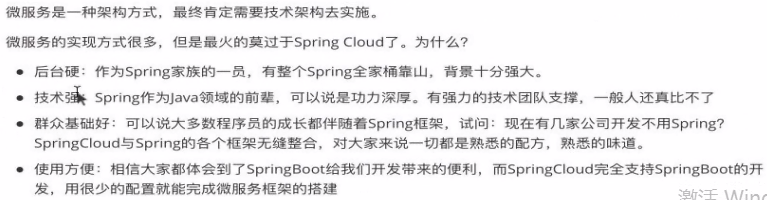 微服务是一种架构方式，最终肯定需要技术架构去实施。
微服务的实现方式很多，但是最火的莫过于Spring Cloud了。为什么？
● 后台硬：作为Spring家族的一员，有整个Spring全家桶靠山，背景十分强大。
● 技术强：Spring作为Java领域的前辈，可以说是功力深厚。有强力的技术团队支撑，一般人还真比不了
● 群众基础好：可以说大多数程序员的成长都伴随着Spring框架，试问：现在有几家公司开发不用Spring？
SpringCloud与Spring的各个框架无缝整合，对大家来说一切都是熟悉的配方，熟悉的味道。
● 使用方便：相信大家都体会到了SpringBoot给我们开发带来的便利，而SpringCloud完全支持SpringBoot的开
发，用很少的配置就能完成微服务框架的搭建
激活 Wind